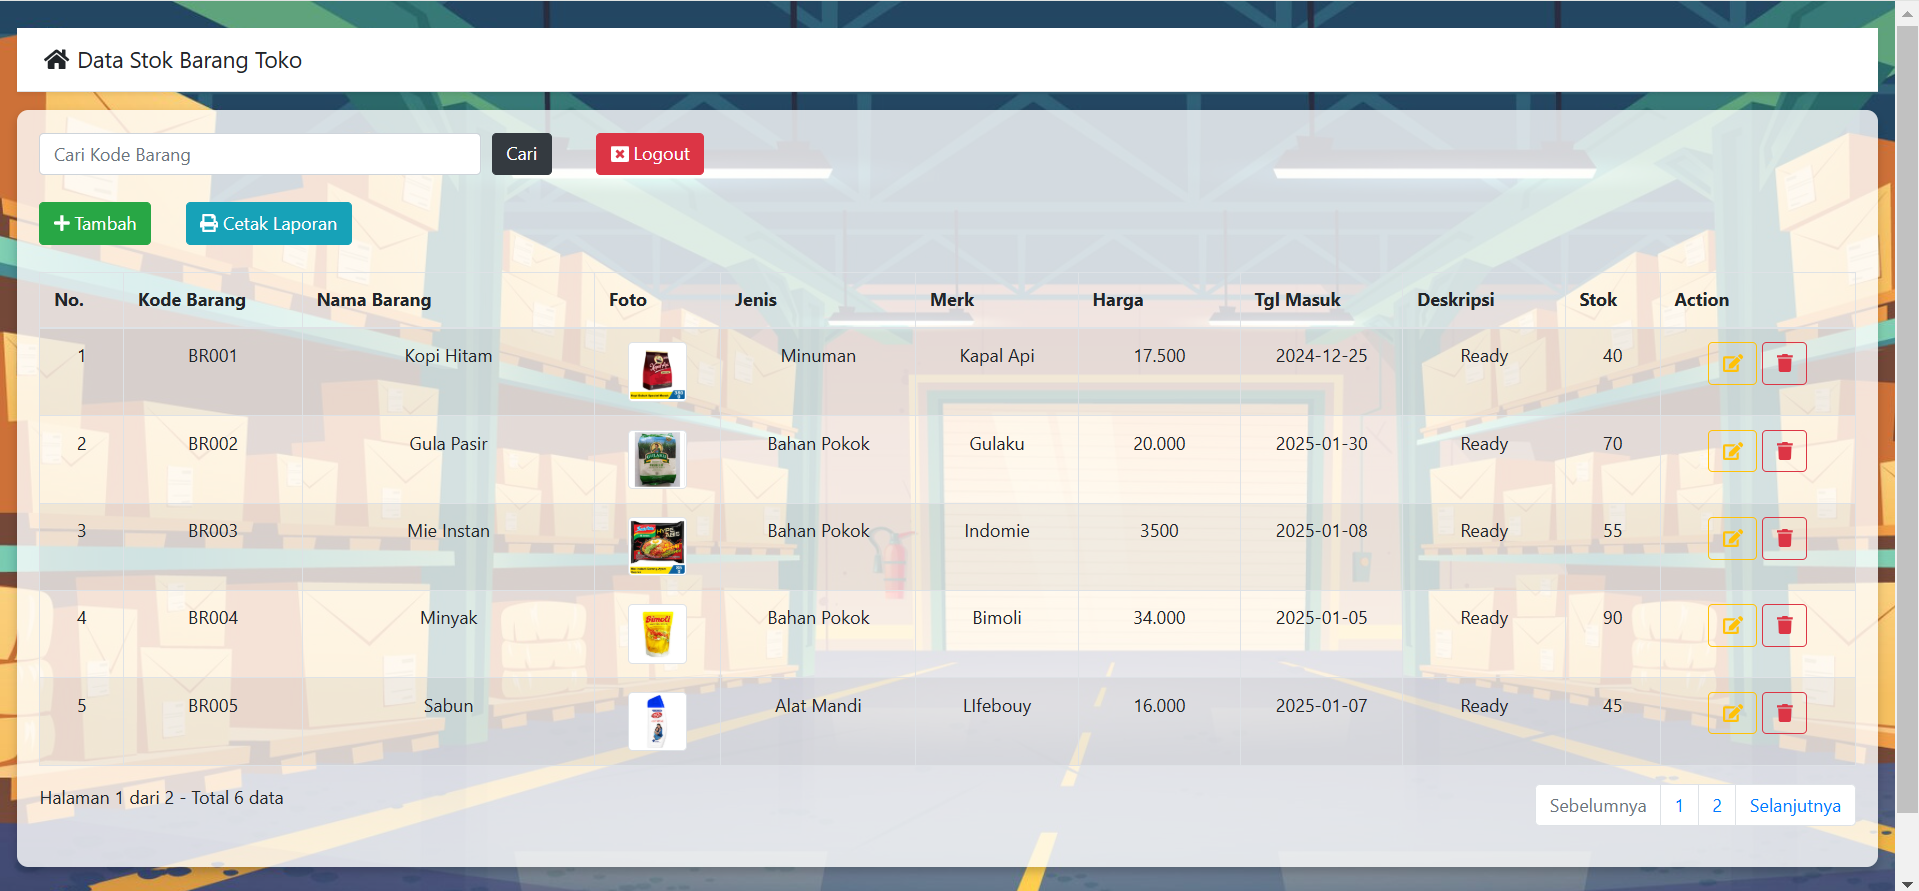 Data Stok Barang Toko
Cari Kode Barang Cari Logout
Tambah Cetak Laporan
No. Kode Barang Nama Barang Foto Jenis Merk Harga Tgl Masuk Deskripsi Stok Action
1 BR001 Kopi Hitam Minuman Kapal Api 17.500 2024-12-25 Ready 40
2 BR002 Gula Pasir Bahan Pokok Gulaku 20.000 2025-01-30 Ready 70
3 BR003 Mie Instan Bahan Pokok Indomie 3500 2025-01-08 Ready 55
4 BR004 Minyak Bimoli Bahan Pokok Bimoli 34.000 2025-01-05 Ready 90
5 BR005 Sabun Alat Mandi LIfebouy 16.000 2025-01-07 Ready 45
Halaman 1 dari 2 - Total 6 data
Sebelumnya 1 2 Selanjutnya